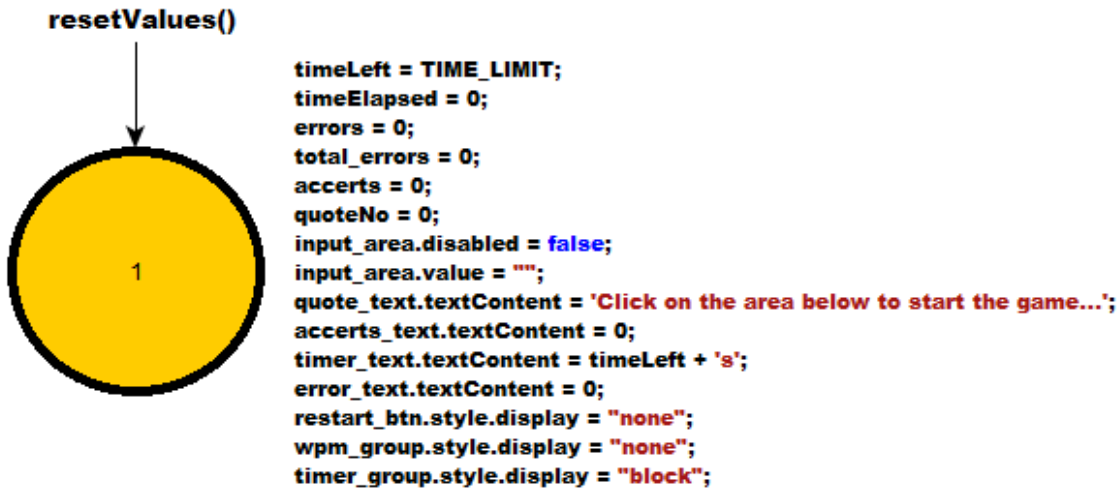 resetValues()
timeLeft = TIME_LIMIT;
timeElapsed = 0;
errors = 0;
total_errors = 0;
accerts = 0;
quoteNo = 0;
input_area.disabled = false;
1
input_area.value = "";
quote_text.textContent = 'Click on the area below to start the game...';
accerts_text.textContent = 0;
timer_text.textContent = timeLeft + 's';
error_text.textContent = 0;
restart_btn.style.display = "none";
wpm_group.style.display = "none";
timer_group.style.display = "block";